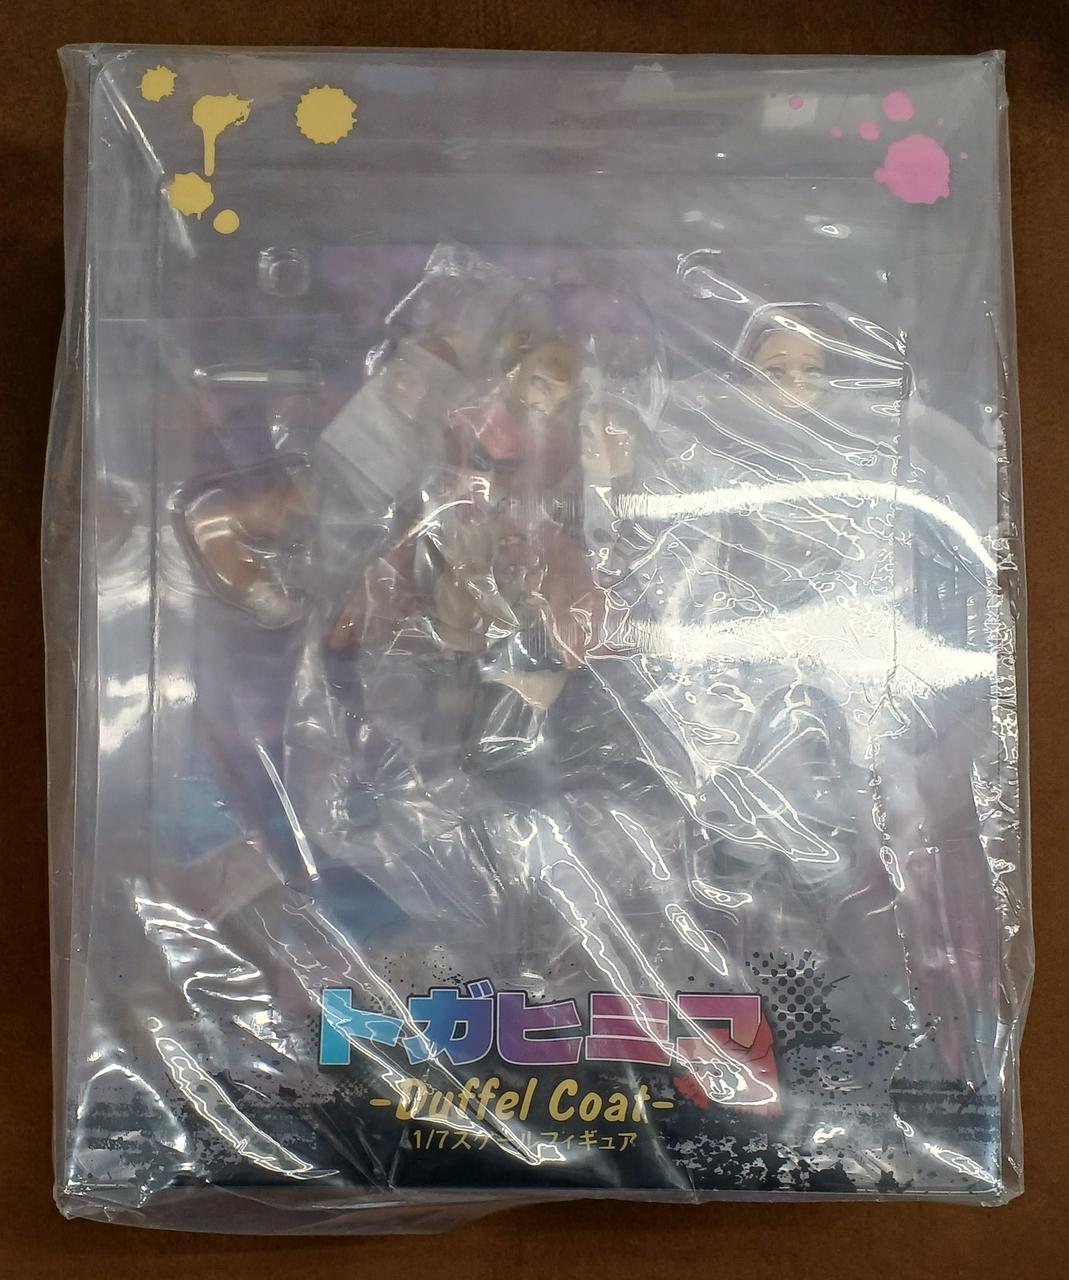 トガヒミコ
-Duffel Coat-
1/7スケールフィギュア